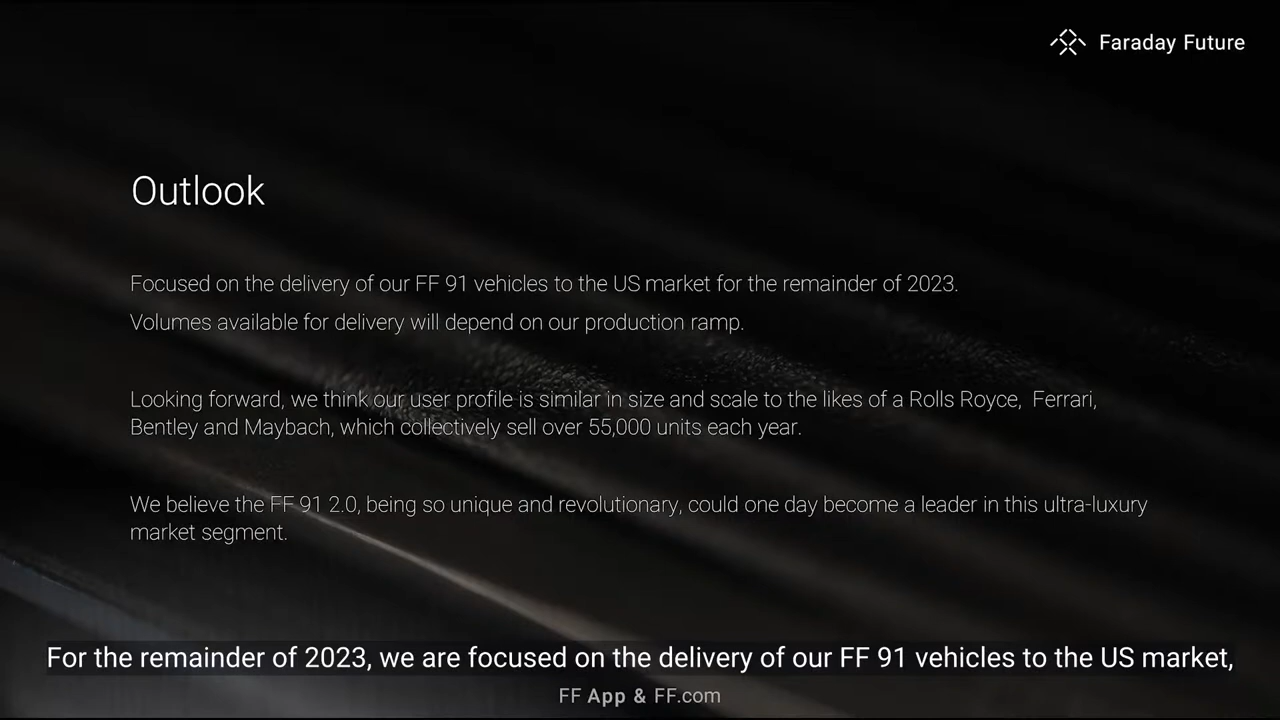 Faraday Future
Outlook
Focused on the delivery of our FF 91 vehicles to the US market for the remainder of 2023.
Volumes available for delivery will depend on our production ramp.
Looking forward, we think our user profile is similar in size and scale to the likes of a Rolls Royce, Ferrari,
Bentley and Maybach, which collectively sell over 55,000 units each year.
We believe the FF 91 2.0, being so unique and revolutionary, could one day become a leader in this ultra-luxury
market segment.
For the remainder of 2023, we are focused on the delivery of our FF 91 vehicles to the US market,
FF App & FF.com